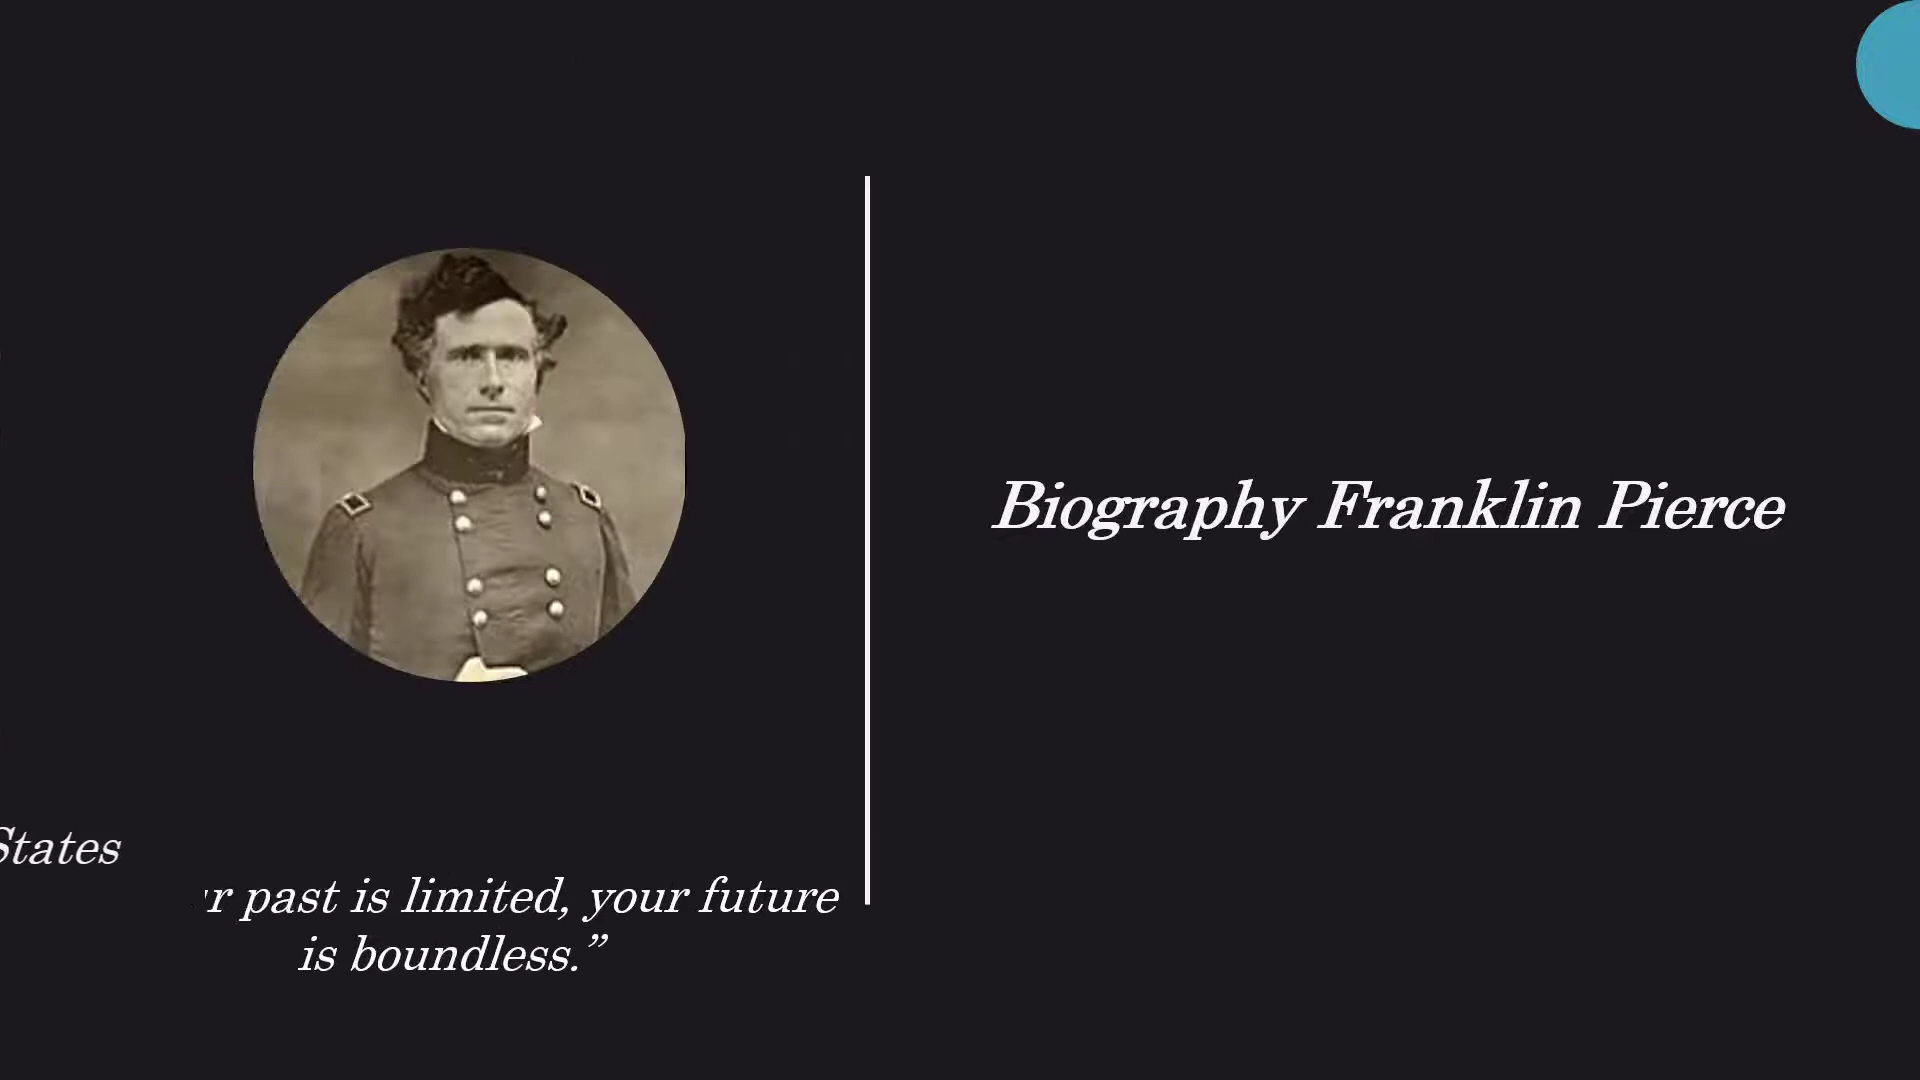 Biography Franklin Pierce
States
past is limited, your future
is boundless.”